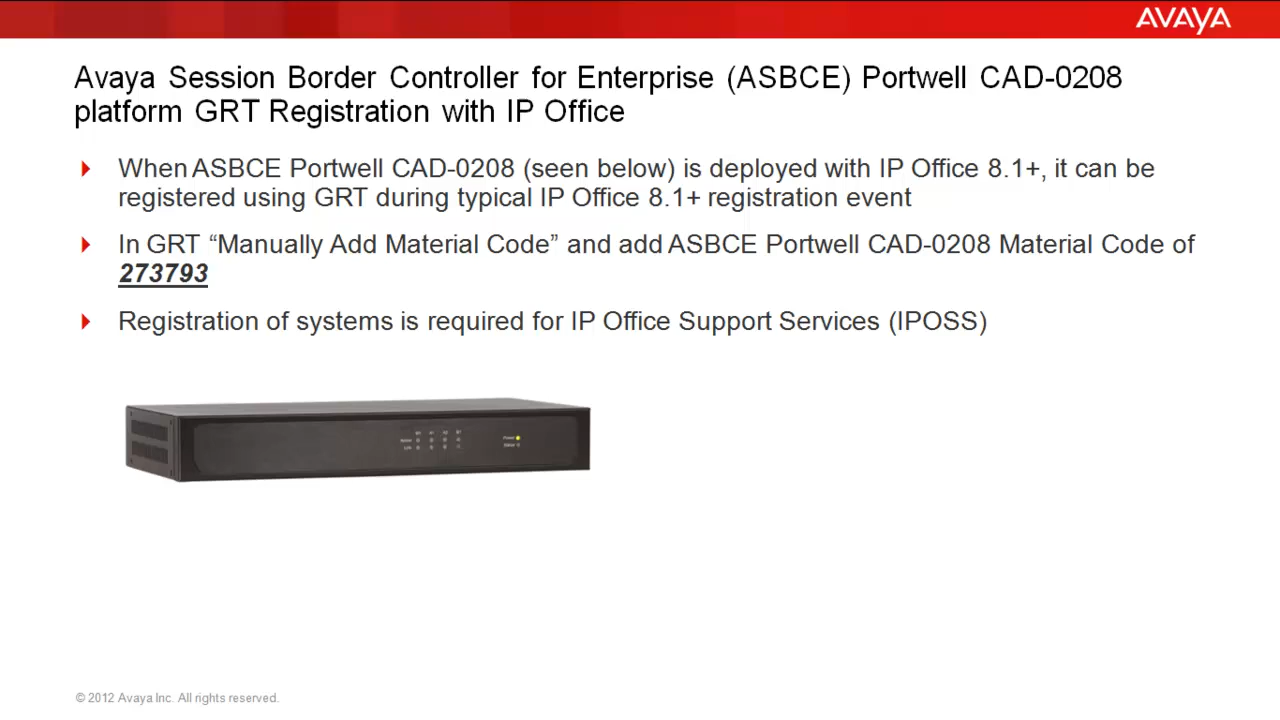 AVAYA
Avaya Session Border Controller for Enterprise (ASBCE) Portwell CAD-0208
platform GRT Registration with IP Office
When ASBCE Portwell CAD-0208 (seen below) is deployed with IP Office 8.1+, it can be
registered using GRT during typical IP Office 8.1+ registration event
In GRT “Manually Add Material Code” and add ASBCE Portwell CAD-0208 Material Code of
273793
Registration of systems is required for IP Office Support Services (IPOSS)
© 2012 Avaya Inc. All rights reserved.